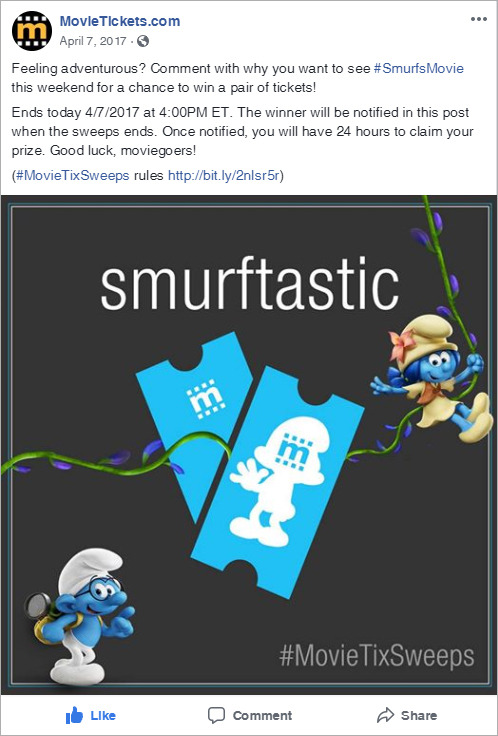 MovieTickets.com
April 7, 2017 ·
Feeling adventurous? Comment with why you want to see #SmurfsMovie
this weekend for a chance to win a pair of tickets!
Ends today 4/7/2017 at 4:00PM ET. The winner will be notified in this post
when the sweeps ends. Once notified, you will have 24 hours to claim your
prize. Good luck, moviegoers!
(#MovieTixSweeps rules http://bit.ly/2nlsr5r)
smurftastic
m
m
#MovieTixSweeps
Like
Comment
Share